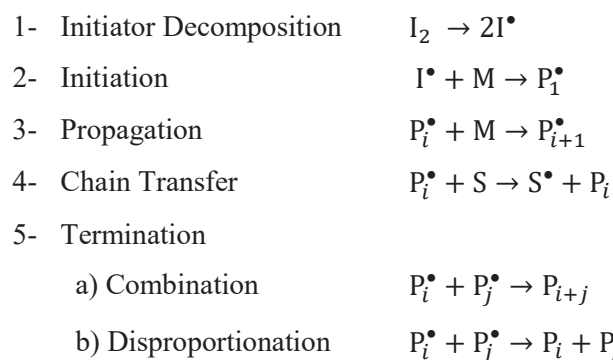 1- Initiator Decomposition I₂ → 2I•
2- Initiation I• + M → P₁•
3- Propagation Pᵢ• + M → Pᵢ₊₁•
4- Chain Transfer Pᵢ• + S → S• + Pᵢ
5- Termination
a) Combination Pᵢ• + Pⱼ• → Pᵢ₊ⱼ
b) Disproportionation Pᵢ• + Pⱼ• → Pᵢ + P